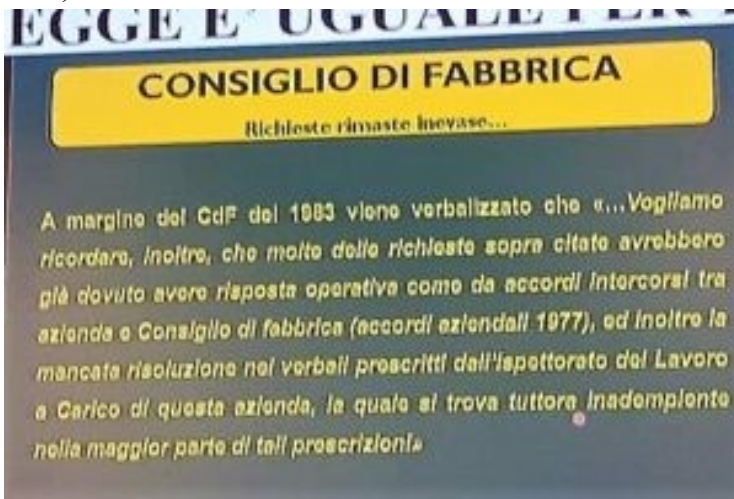 EGGE E' UGUALE PER
CONSIGLIO DI FABBRICA
Richieste rimaste inevase...
A margine del CdF del 1983 viene verbalizzato che «...Vogliamo
ricordare, inoltre, che molte delle richieste sopra citate avrebbero
già dovuto avere risposta operativa come da accordi intercorsi tra
azienda e Consiglio di fabbrica (accordi aziendali 1977), ed inoltre la
mancata risoluzione nei verbali prescritti dall'Ispettorato del Lavoro
a Carico di questa azienda, la quale si trova tuttora inadempiente
nella maggior parte di tali prescrizioni»